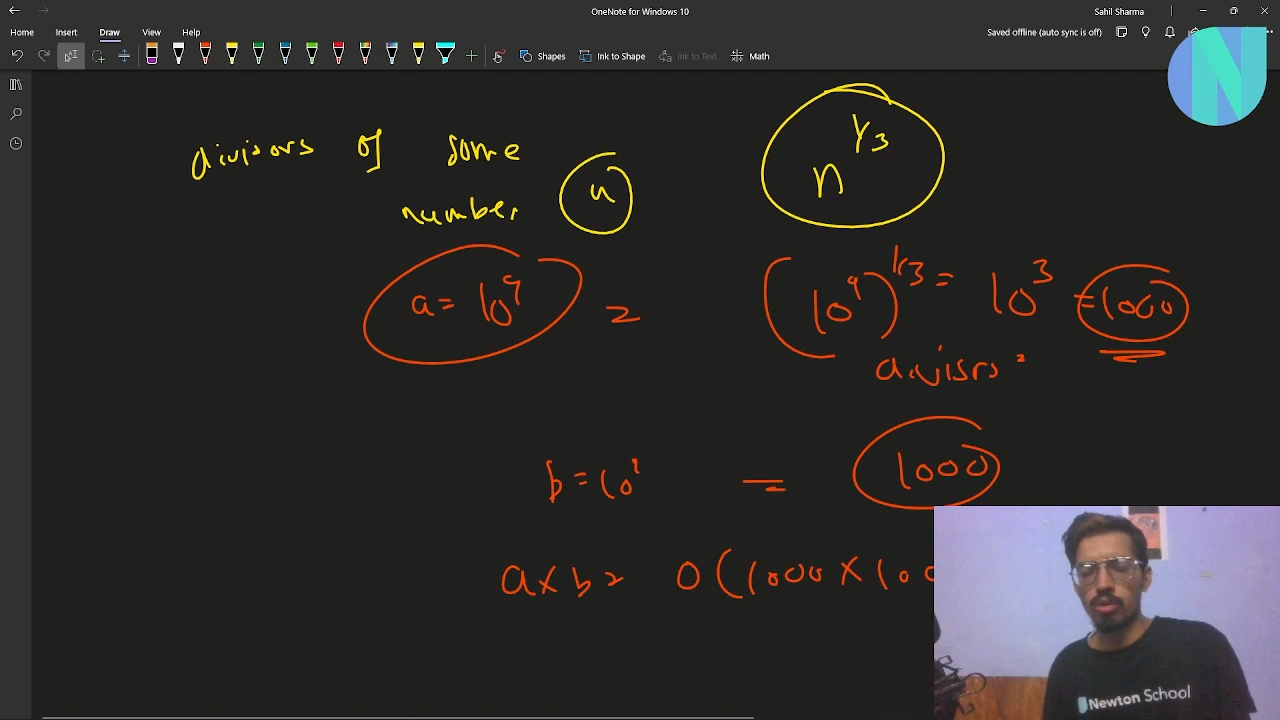 OneNote for Windows 10
Sahil Sharma
Home Insert Draw View Help
Saved offline (auto sync is off)
Shapes Ink to Shape Ink to Text Math
divisors of some
number n
n^1/3
a = 10^9 = (10^9)^1/3 = 10^3 = 1000
divisrs
b = 10^9 = 1000
a x b = O(1000 x 100
Newton School